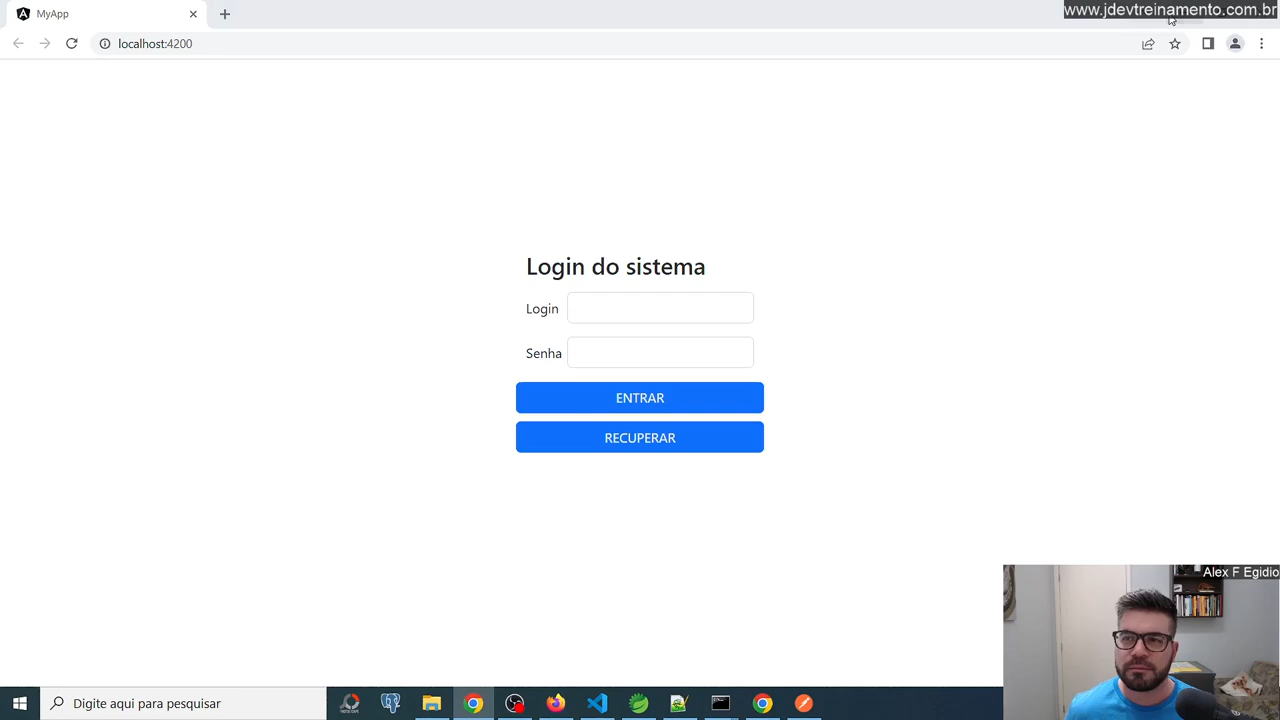 MyApp
www.jdevtreinamento.com.br
localhost:4200
Login do sistema
Login
Senha
ENTRAR
RECUPERAR
Alex F Egidio
Digite aqui para pesquisar